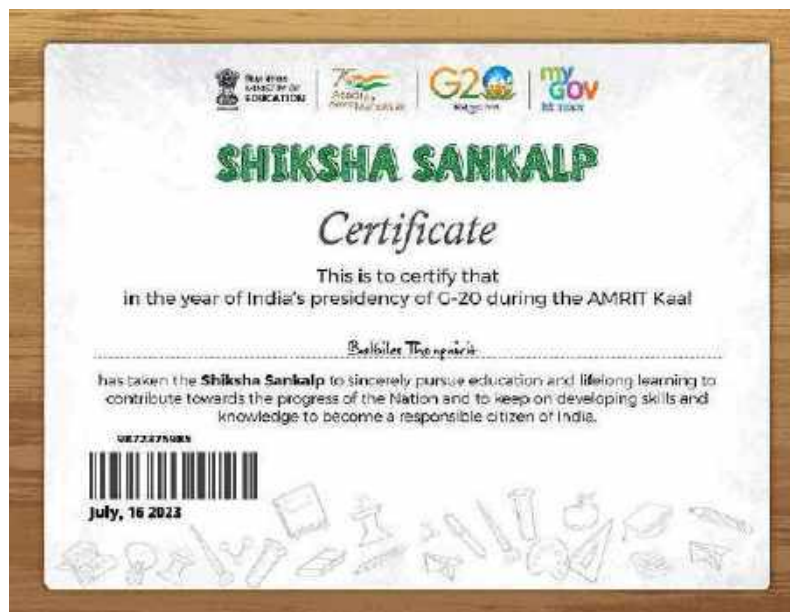 MINISTRY OF
EDUCATION
G20
my
GOV
SHIKSHA SANKALP
Certificate
This is to certify that
in the year of India's presidency of G-20 during the AMRIT Kaal
has taken the Shiksha Sankalp to sincerely pursue education and lifelong learning to
contribute towards the progress of the Nation and to keep on developing skills and
knowledge to become a responsible citizen of India.
9872375985
July, 16 2023